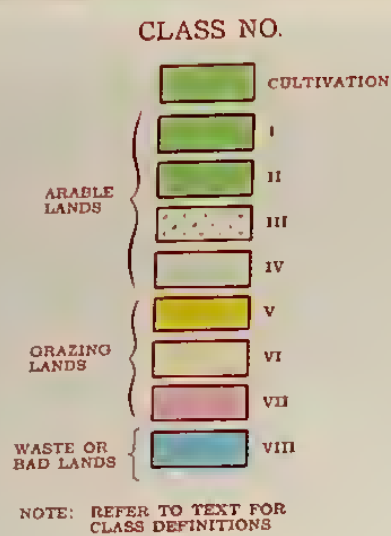 CLASS NO.
CULTIVATION
I
II
ARABLE
LANDS
III
IV
V
GRAZING
LANDS
VI
VII
WASTE OR
BAD LANDS
VIII
NOTE: REFER TO TEXT FOR
CLASS DEFINITIONS